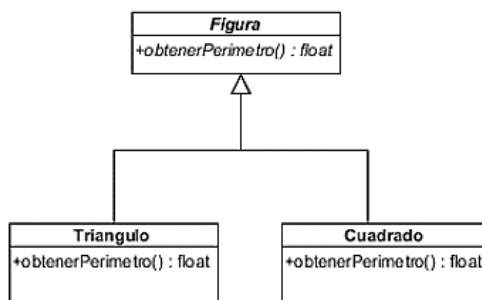 Figura
+obtenerPerimetro() : float
Triangulo
+obtenerPerimetro() : float
Cuadrado
+obtenerPerimetro() : float